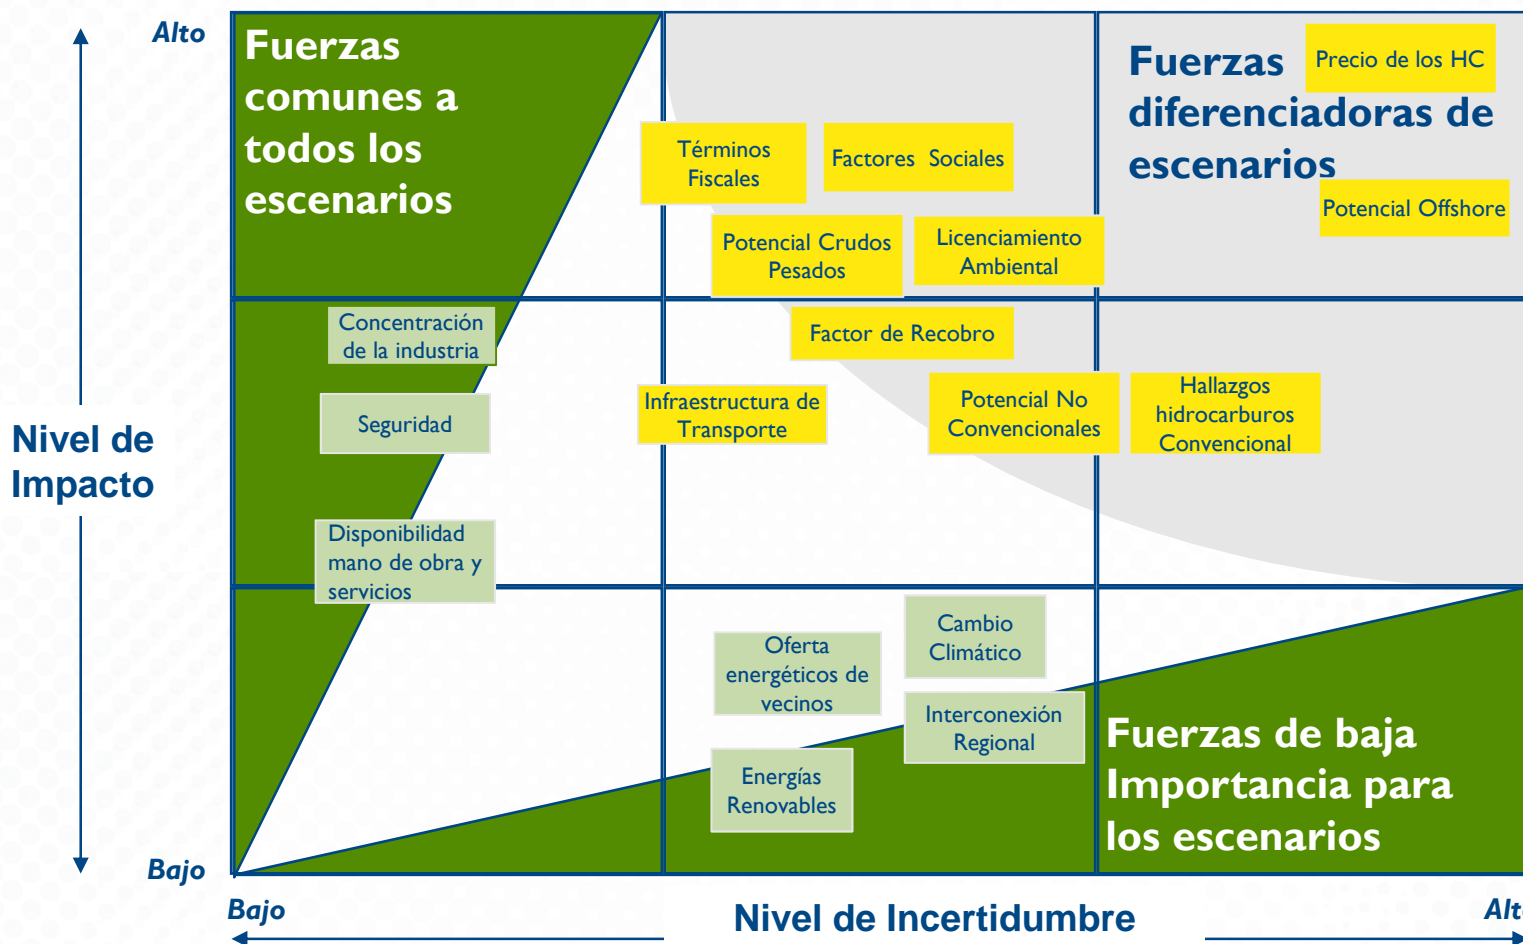 Alto
Fuerzas
comunes a
todos los
escenarios
Fuerzas
diferenciadoras de
escenarios
Precio de los HC
Términos
Fiscales
Factores Sociales
Potencial Offshore
Potencial Crudos
Pesados
Licenciamiento
Ambiental
Concentración
de la industria
Factor de Recobro
Seguridad
Infraestructura de
Transporte
Potencial No
Convencionales
Hallazgos
hidrocarburos
Convencional
Nivel de
Impacto
Disponibilidad
mano de obra y
servicios
Oferta
energéticos de
vecinos
Cambio
Climático
Interconexión
Regional
Energías
Renovables
Fuerzas de baja
Importancia para
los escenarios
Bajo
Bajo
Nivel de Incertidumbre
Alto